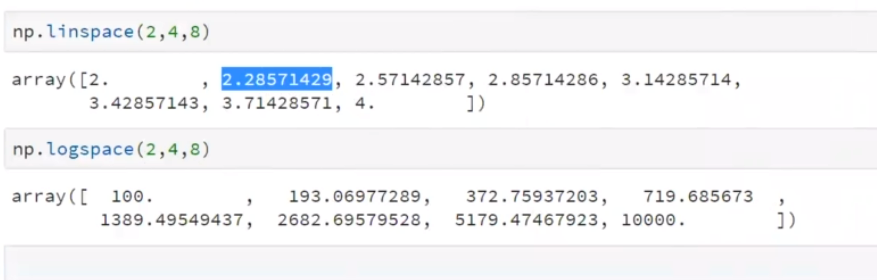 np.linspace(2,4,8)
array([2.        , 2.28571429, 2.57142857, 2.85714286, 3.14285714,
       3.42857143, 3.71428571, 4.        ])
np.logspace(2,4,8)
array([  100.        ,   193.06977289,   372.75937203,   719.685673  ,
        1389.49549437,  2682.69579528,  5179.47467923, 10000.        ])